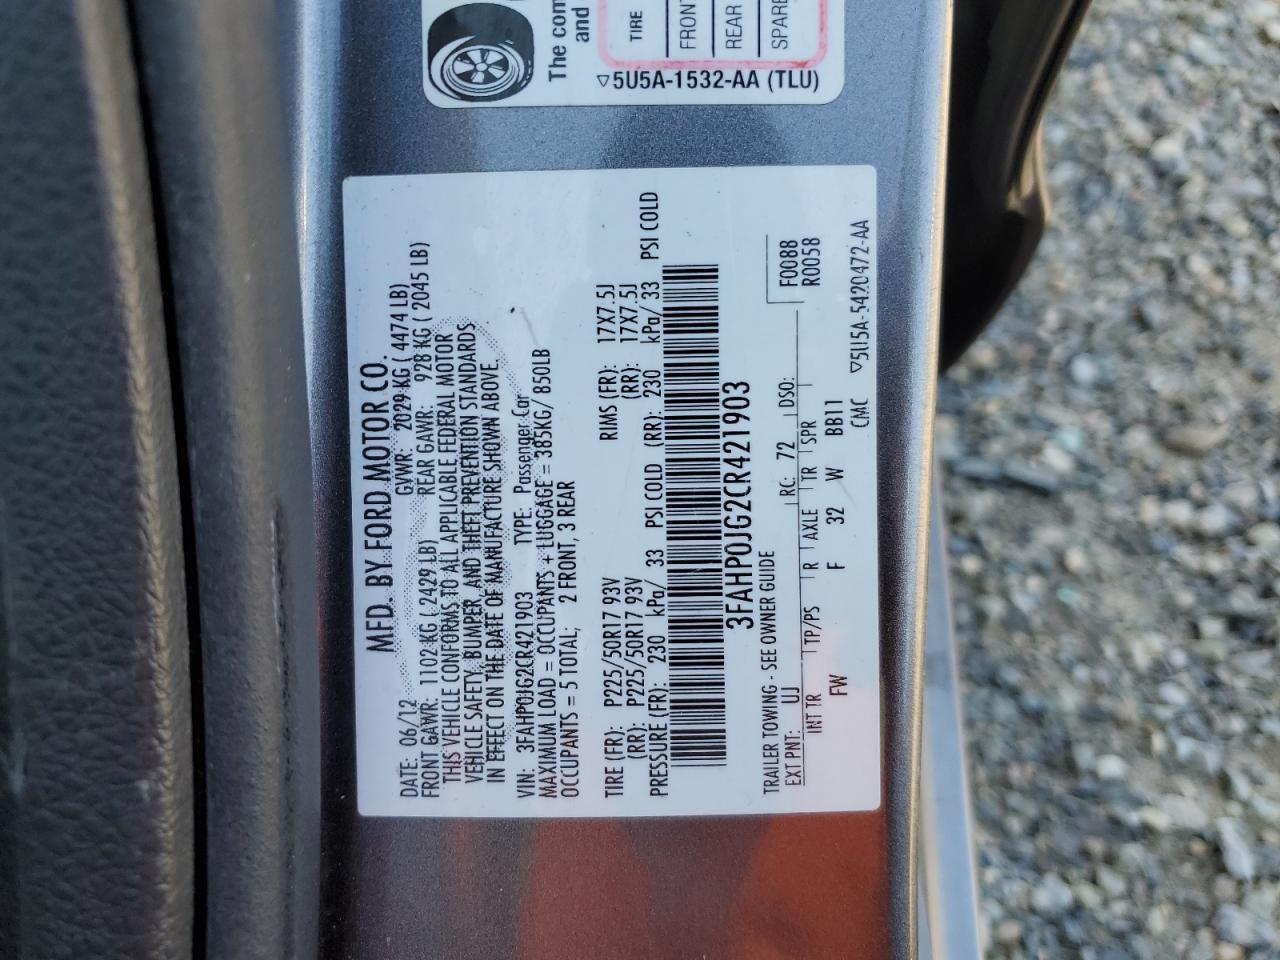 MFD. BY FORD MOTOR CO.
DATE: 06/12 GVWR: 2029 KG ( 4474 LB)
FRONT GAWR: 1102 KG ( 2429 LB) REAR GAWR: 928 KG ( 2045 LB)
THIS VEHICLE CONFORMS TO ALL APPLICABLE FEDERAL MOTOR
VEHICLE SAFETY, BUMPER, AND THEFT PREVENTION STANDARDS
IN EFFECT ON THE DATE OF MANUFACTURE SHOWN ABOVE.
VIN: 3FAHP0JG2CR421903 TYPE: Passenger Car
MAXIMUM LOAD = OCCUPANTS + LUGGAGE = 385KG/ 850LB
OCCUPANTS = 5 TOTAL, 2 FRONT, 3 REAR
TIRE (FR): P225/50R17 93V RIMS (FR): 17X7.5J
(RR): P225/50R17 93V (RR): 17X7.5J
PRESSURE (FR): 230 kPa/ 33 PSI COLD (RR): 230 kPa/ 33 PSI COLD
3FAHP0JG2CR421903
TRAILER TOWING - SEE OWNER GUIDE
F0088
R0058
EXT PNT: UJ RC: 72 DSO:
INT TR TP/PS R AXLE TR SPR
FW F 32 W BB11
CMC ▽5U5A-5420472-AA
The com
and
TIRE
FRONT
REAR
SPARE
▽5U5A-1532-AA (TLU)